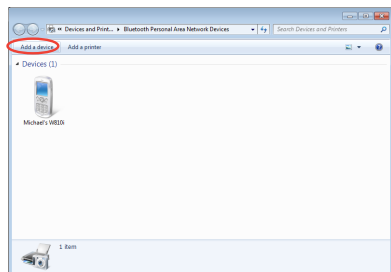 « Devices and Print... ▸ Bluetooth Personal Area Network Devices
Search Devices and Printers
Add a device Add a printer
Devices (1)
Michael's W810i
1 item